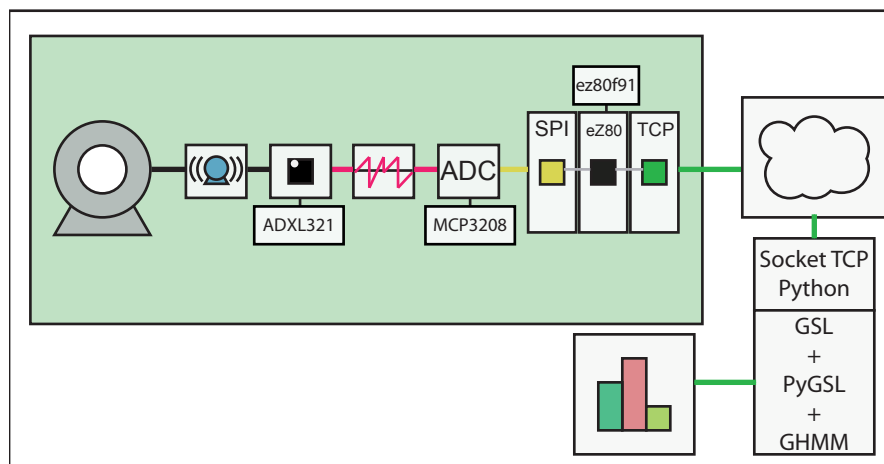 ez80f91
SPI
eZ80
TCP
ADC
ADXL321
MCP3208
Socket TCP
Python
GSL
+
PyGSL
+
GHMM